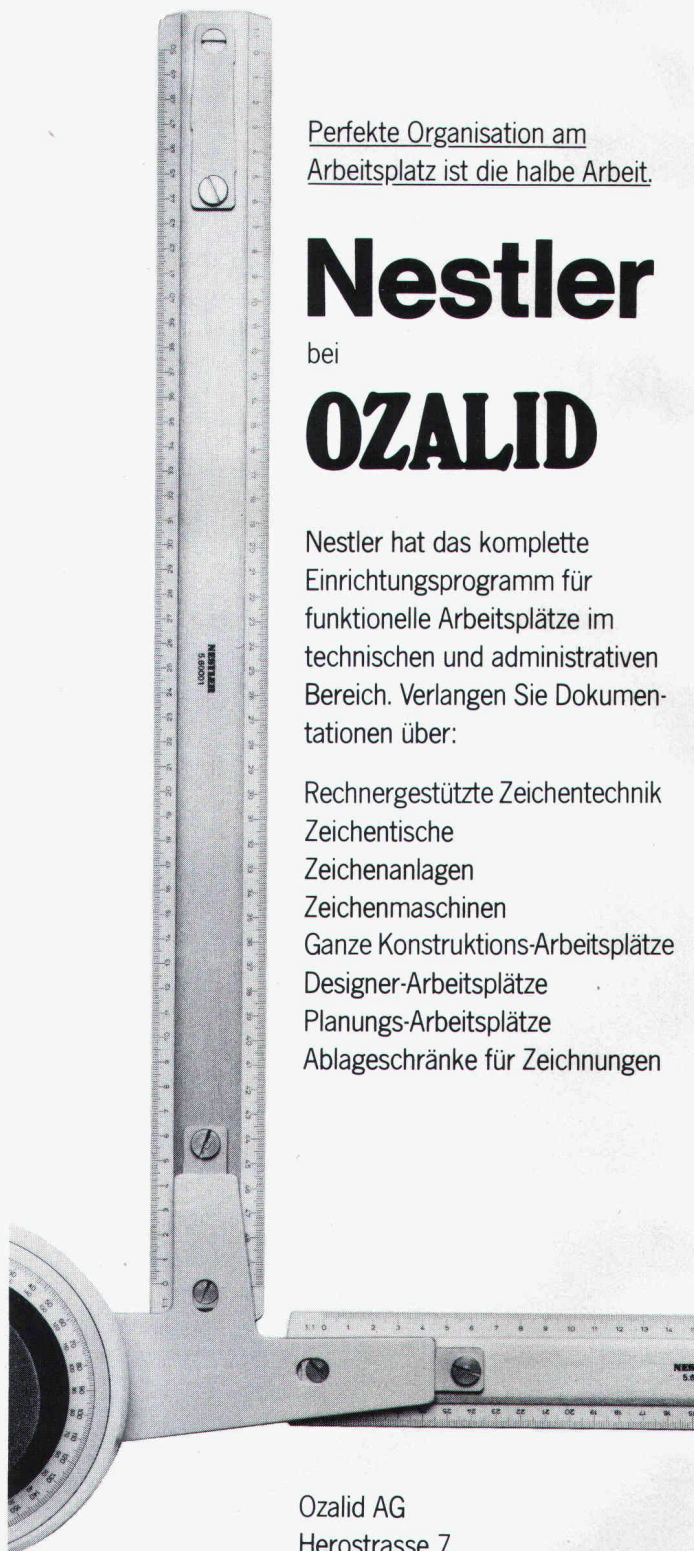 Perfekte Organisation am
Arbeitsplatz ist die halbe Arbeit.
Nestler
bei
OZALID
Nestler hat das komplette
Einrichtungsprogramm für
funktionelle Arbeitsplätze im
technischen und administrativen
Bereich. Verlangen Sie Dokumen-
tationen über:
Rechnergestützte Zeichentechnik
Zeichentische
Zeichenanlagen
Zeichenmaschinen
Ganze Konstruktions-Arbeitsplätze
Designer-Arbeitsplätze
Planungs-Arbeitsplätze
Ablageschränke für Zeichnungen
NESTLER
5.60001
Ozalid AG
Herostrasse 7